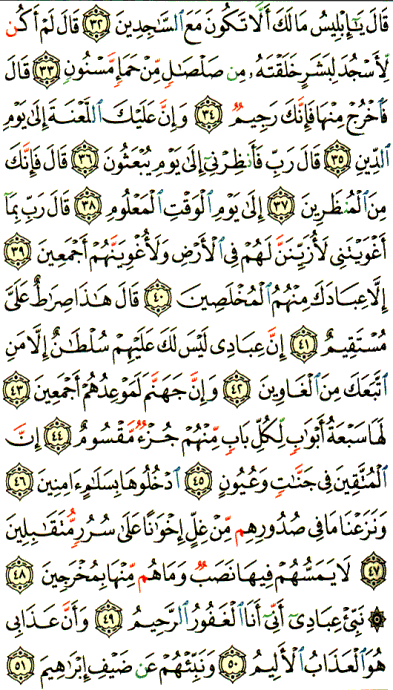 قَالَ يَٰٓإِبۡلِيسُ مَا لَكَ أَلَّا تَكُونَ مَعَ ٱلسَّٰجِدِينَ ٣٢ قَالَ لَمۡ أَكُن
لِّأَسۡجُدَ لِبَشَرٍ خَلَقۡتَهُۥ مِن صَلۡصَٰلٖ مِّنۡ حَمَإٖ مَّسۡنُونٖ ٣٣ قَالَ
فَٱخۡرُجۡ مِنۡهَا فَإِنَّكَ رَجِيمٞ ٣٤ وَإِنَّ عَلَيۡكَ ٱللَّعۡنَةَ إِلَىٰ يَوۡمِ
ٱلدِّينِ ٣٥ قَالَ رَبِّ فَأَنظِرۡنِيٓ إِلَىٰ يَوۡمِ يُبۡعَثُونَ ٣٦ قَالَ فَإِنَّكَ
مِنَ ٱلۡمُنظَرِينَ ٣٧ إِلَىٰ يَوۡمِ ٱلۡوَقۡتِ ٱلۡمَعۡلُومِ ٣٨ قَالَ رَبِّ بِمَآ
أَغۡوَيۡتَنِي لَأُزَيِّنَنَّ لَهُمۡ فِي ٱلۡأَرۡضِ وَلَأُغۡوِيَنَّهُمۡ أَجۡمَعِينَ ٣٩
إِلَّا عِبَادَكَ مِنۡهُمُ ٱلۡمُخۡلَصِينَ ٤٠ قَالَ هَٰذَا صِرَٰطٌ عَلَيَّ
مُسۡتَقِيمٌ ٤١ إِنَّ عِبَادِي لَيۡسَ لَكَ عَلَيۡهِمۡ سُلۡطَٰنٌ إِلَّا مَنِ
ٱتَّبَعَكَ مِنَ ٱلۡغَاوِينَ ٤٢ وَإِنَّ جَهَنَّمَ لَمَوۡعِدُهُمۡ أَجۡمَعِينَ ٤٣
لَهَا سَبۡعَةُ أَبۡوَٰبٖ لِّكُلِّ بَابٖ مِّنۡهُمۡ جُزۡءٞ مَّقۡسُومٌ ٤٤ إِنَّ
ٱلۡمُتَّقِينَ فِي جَنَّٰتٖ وَعُيُونٍ ٤٥ ٱدۡخُلُوهَا بِسَلَٰمٍ ءَامِنِينَ ٤٦
وَنَزَعۡنَا مَا فِي صُدُورِهِم مِّنۡ غِلٍّ إِخۡوَٰنًا عَلَىٰ سُرُرٖ مُّتَقَٰبِلِينَ
٤٧ لَا يَمَسُّهُمۡ فِيهَا نَصَبٞ وَمَا هُم مِّنۡهَا بِمُخۡرَجِينَ ٤٨
۞ نَبِّئۡ عِبَادِيٓ أَنِّيٓ أَنَا ٱلۡغَفُورُ ٱلرَّحِيمُ ٤٩ وَأَنَّ عَذَابِي
هُوَ ٱلۡعَذَابُ ٱلۡأَلِيمُ ٥٠ وَنَبِّئۡهُمۡ عَن ضَيۡفِ إِبۡرَٰهِيمَ ٥١